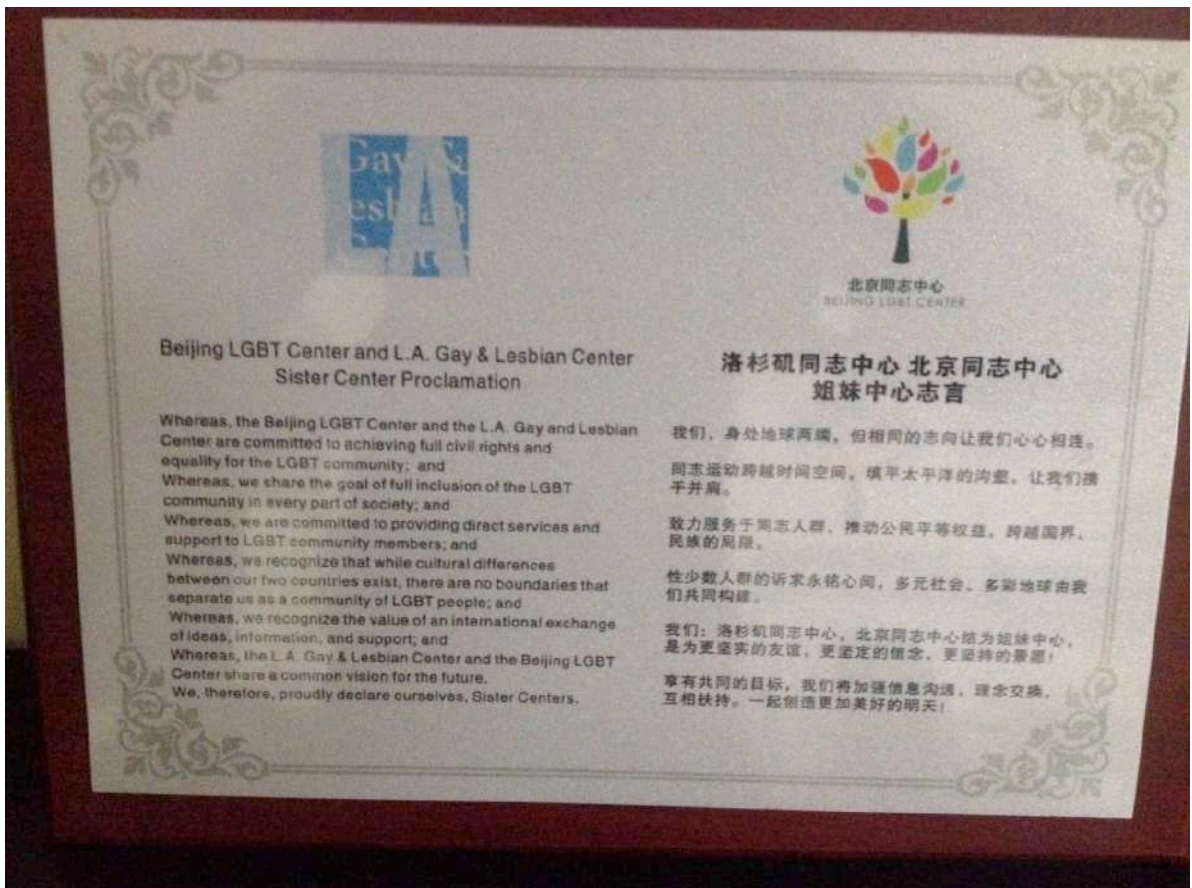 Gay &
Lesbian
LA
北京同志中心
BEIJING LGBT CENTER
Beijing LGBT Center and L.A. Gay & Lesbian Center
Sister Center Proclamation
Whereas, the Beijing LGBT Center and the L.A. Gay and Lesbian
Center are committed to achieving full civil rights and
equality for the LGBT community; and
Whereas, we share the goal of full inclusion of the LGBT
community in every part of society; and
Whereas, we are committed to providing direct services and
support to LGBT community members; and
Whereas, we recognize that while cultural differences
between our two countries exist, there are no boundaries that
separate us as a community of LGBT people; and
Whereas, we recognize the value of an international exchange
of ideas, information, and support; and
Whereas, the L.A. Gay & Lesbian Center and the Beijing LGBT
Center share a common vision for the future.
We, therefore, proudly declare ourselves, Sister Centers.
洛杉矶同志中心 北京同志中心
姐妹中心志言
我们，身处地球两端，但相同的志向让我们心心相连。
同志运动跨越时间空间，填平太平洋的沟壑，让我们携
手并肩。
致力服务于同志人群，推动公民平等权益，跨越国界、
民族的局限。
性少数人群的诉求永铭心间，多元社会、多彩地球由我
们共同构建。
我们：洛杉矶同志中心，北京同志中心结为姐妹中心，
是为更坚实的友谊，更坚定的信念，更坚持的景愿！
享有共同的目标，我们将加强信息沟通，理念交换，
互相扶持。一起创造更加美好的明天！